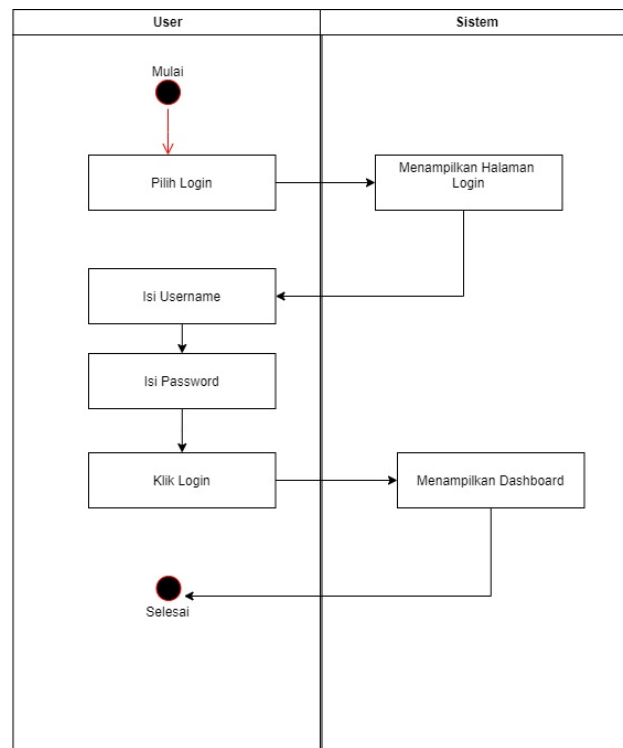 User
Sistem
Mulai
Pilih Login
Menampilkan Halaman
Login
Isi Username
Isi Password
Klik Login
Menampilkan Dashboard
Selesai